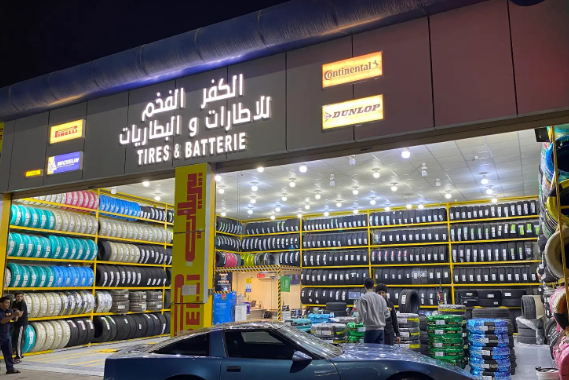 الكفر الفخم
للاطارات و البطاريات
TIRES & BATTERIE
Continental
DUNLOP
PIRELLI
MICHELIN